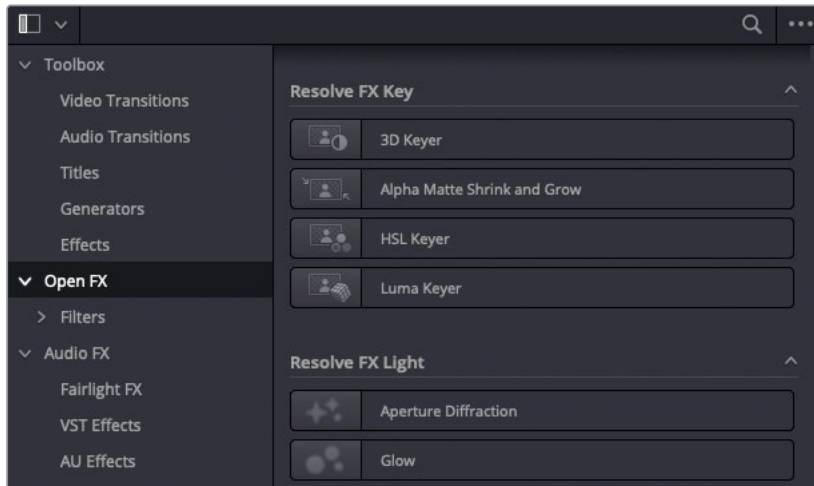 Toolbox
Video Transitions
Audio Transitions
Titles
Generators
Effects
Open FX
Filters
Audio FX
Fairlight FX
VST Effects
AU Effects
Resolve FX Key
3D Keyer
Alpha Matte Shrink and Grow
HSL Keyer
Luma Keyer
Resolve FX Light
Aperture Diffraction
Glow